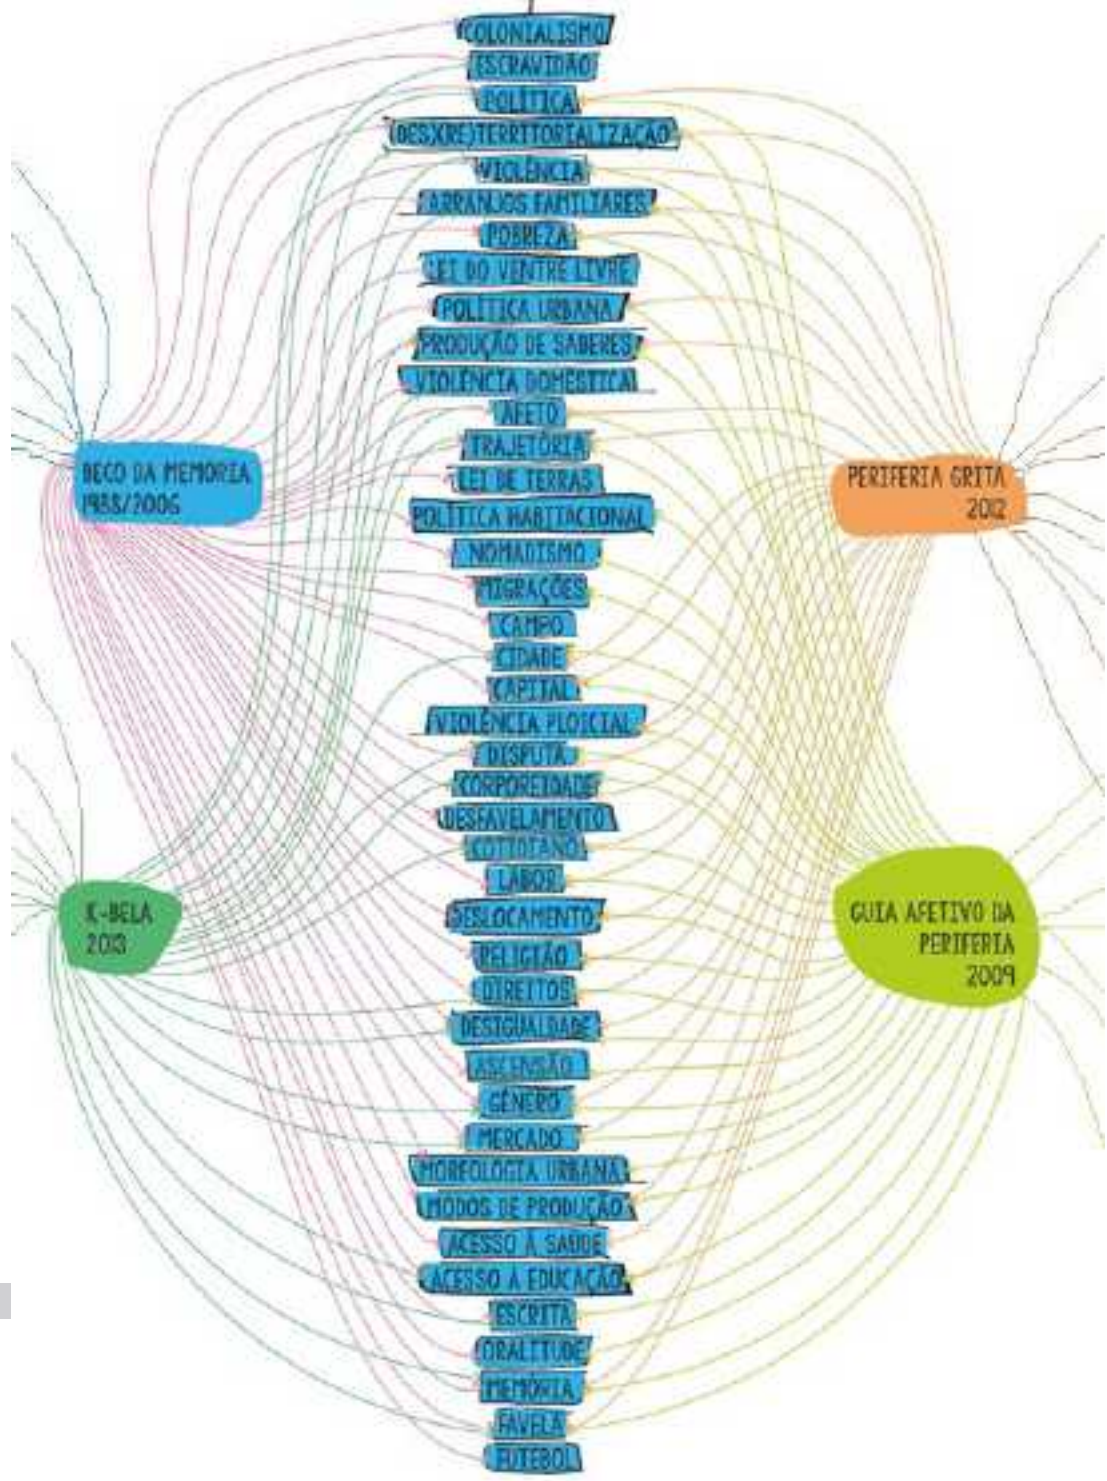 COLONIALISMO
ESCRAVIDÃO
POLÍTICA
(DES)(RE)TERRITORIALIZAÇÃO
VIOLÊNCIA
ARRANJOS FAMILIARES
POBREZA
LEI DO VENTRE LIVRE
POLÍTICA URBANA
PRODUÇÃO DE SABERES
VIOLÊNCIA DOMÉSTICA
AFETO
TRAJETÓRIA
LEI DE TERRAS
POLÍTICA HABITACIONAL
NOMADISMO
MIGRAÇÕES
CAMPO
CIDADE
CAPITAL
VIOLÊNCIA PLOICIAL
DISPUTA
CORPOREIDADE
DESFAVELAMENTO
COTIDIANO
LABOR
DESLOCAMENTO
RELIGIÃO
DIREITOS
DESIGUALDADE
ASCENSÃO
GÊNERO
MERCADO
MORFOLOGIA URBANA
MODOS DE PRODUÇÃO
ACESSO À SAÚDE
ACESSO À EDUCAÇÃO
ESCRITA
ORALITUDE
MEMÓRIA
FAVELA
FUTEBOL
BECO DA MEMÓRIA
1988/2006
K-BELA
2013
PERIFERIA GRITA
2012
GUIA AFETIVO DA
PERIFERIA
2009